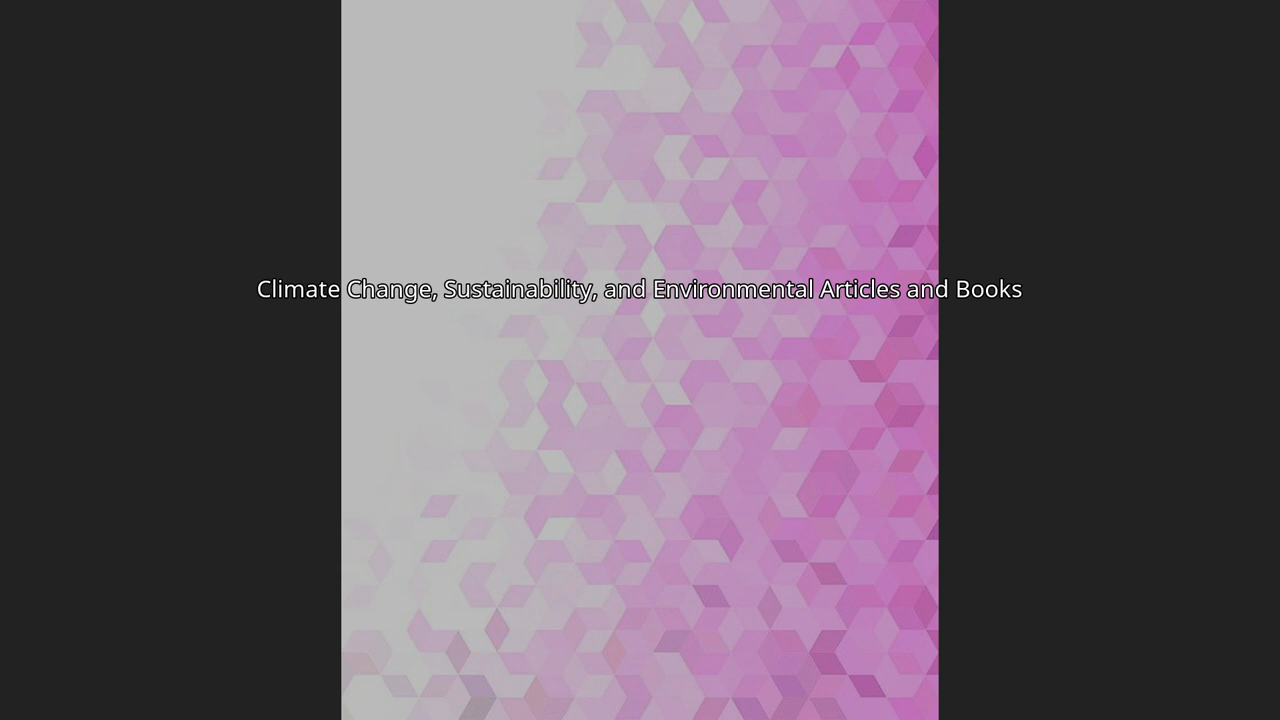 Climate Change, Sustainability, and Environmental Articles and Books